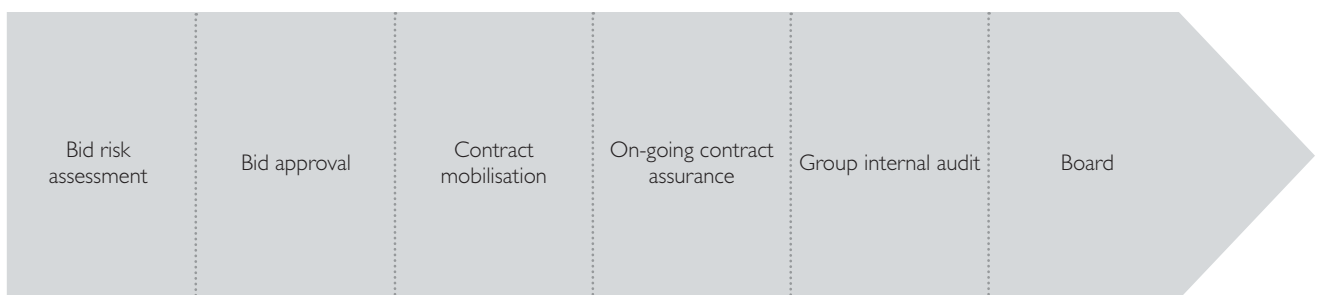 Bid risk
assessment
Bid approval
Contract
mobilisation
On-going contract
assurance
Group internal audit
Board